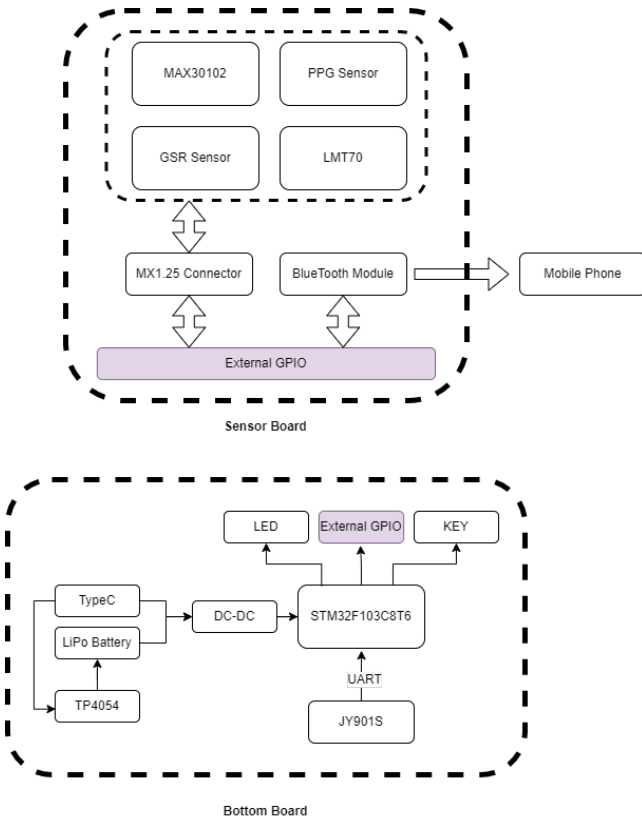 MAX30102
PPG Sensor
GSR Sensor
LMT70
MX1.25 Connector
BlueTooth Module
Mobile Phone
External GPIO
Sensor Board
LED
External GPIO
KEY
TypeC
DC-DC
STM32F103C8T6
LiPo Battery
UART
TP4054
JY901S
Bottom Board